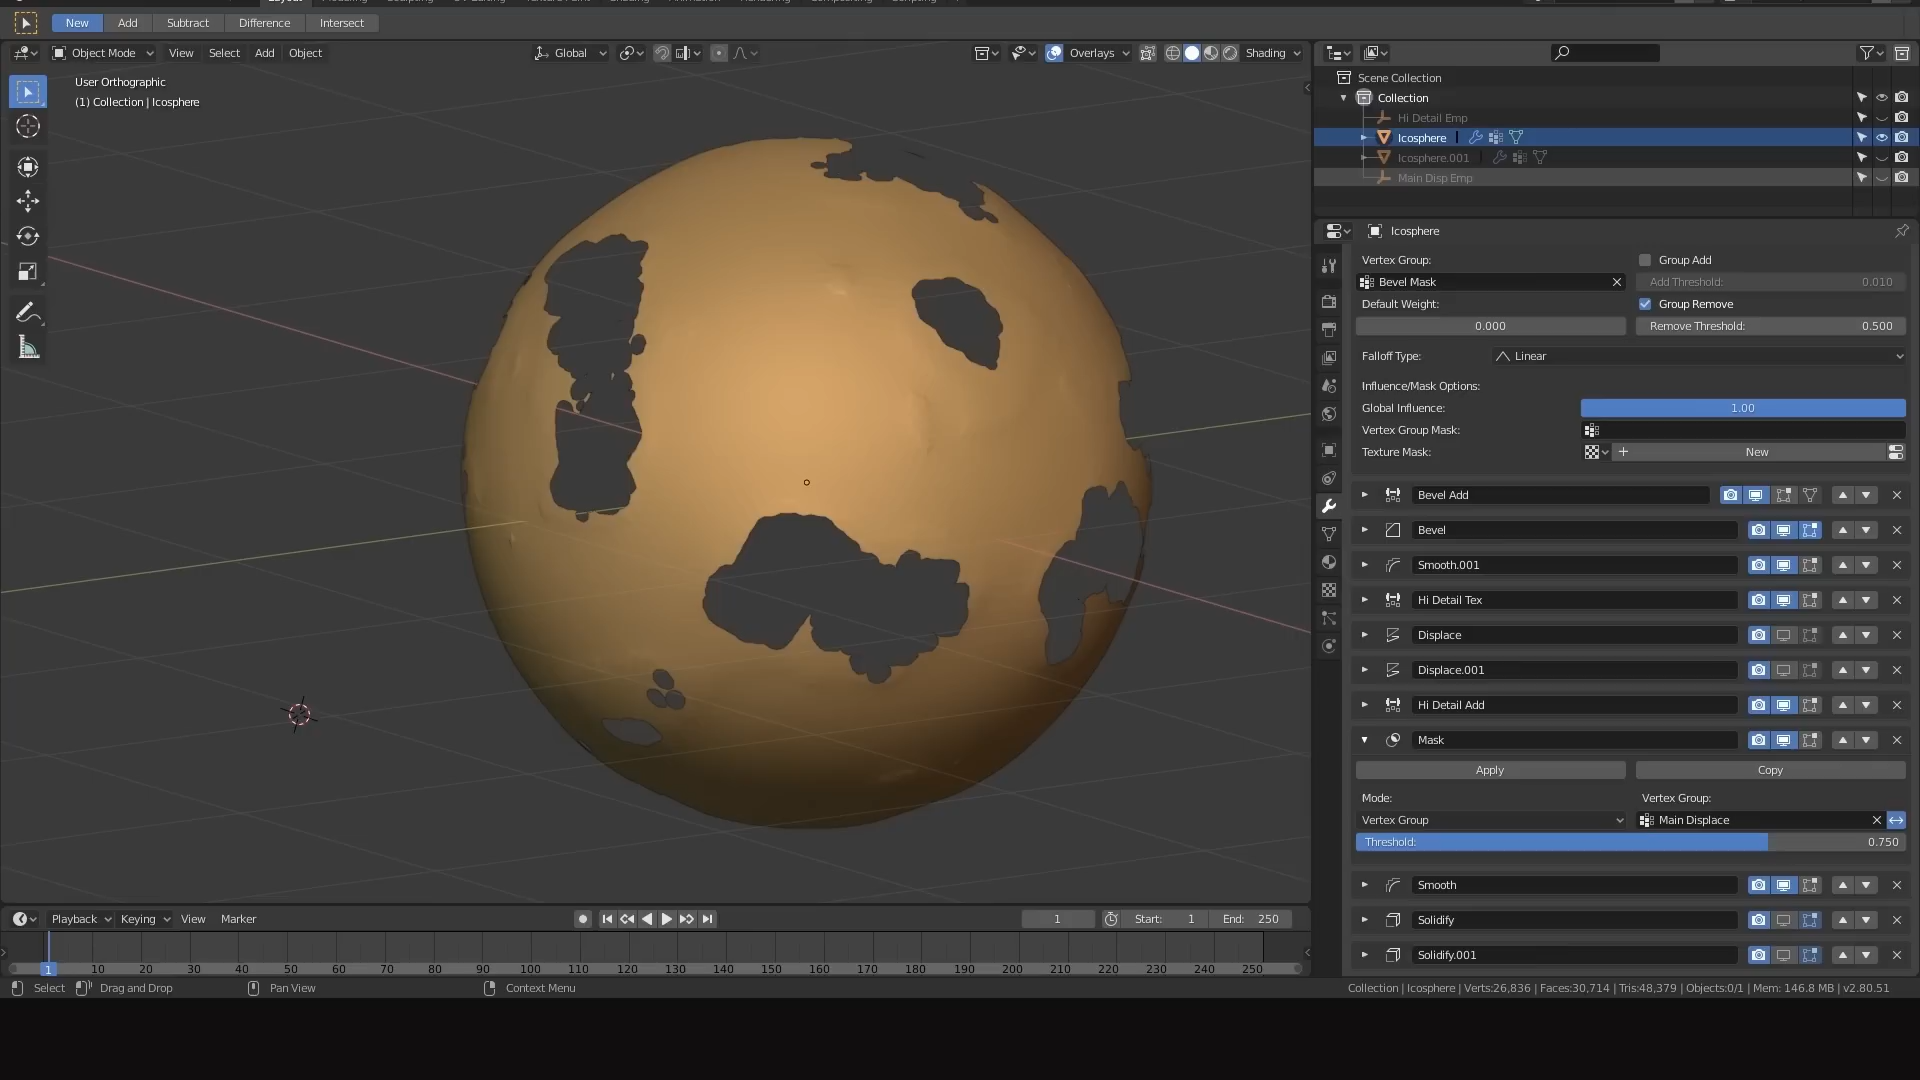 New Add Subtract Difference Intersect
Object Mode View Select Add Object Global Overlays Shading
User Orthographic
(1) Collection | Icosphere
Scene Collection
Collection
Hi Detail Emp
Icosphere
Icosphere.001
Main Disp Emp
Icosphere
Vertex Group: Group Add
Bevel Mask Add Threshold: 0.010
Default Weight: Group Remove
0.000 Remove Threshold: 0.500
Falloff Type: Linear
Influence/Mask Options:
Global Influence: 1.00
Vertex Group Mask:
Texture Mask: New
Bevel Add
Bevel
Smooth.001
Hi Detail Tex
Displace
Displace.001
Hi Detail Add
Mask
Apply Copy
Mode: Vertex Group:
Vertex Group Main Displace
Threshold: 0.750
Smooth
Solidify
Solidify.001
Playback Keying View Marker 1 Start: 1 End: 250
1 10 20 30 40 50 60 70 80 90 100 110 120 130 140 150 160 170 180 190 200 210 220 230 240 250
Select Drag and Drop Pan View Context Menu Collection | Icosphere | Verts:26,836 | Faces:30,714 | Tris:48,379 | Objects:0/1 | Mem: 146.8 MB | v2.80.51